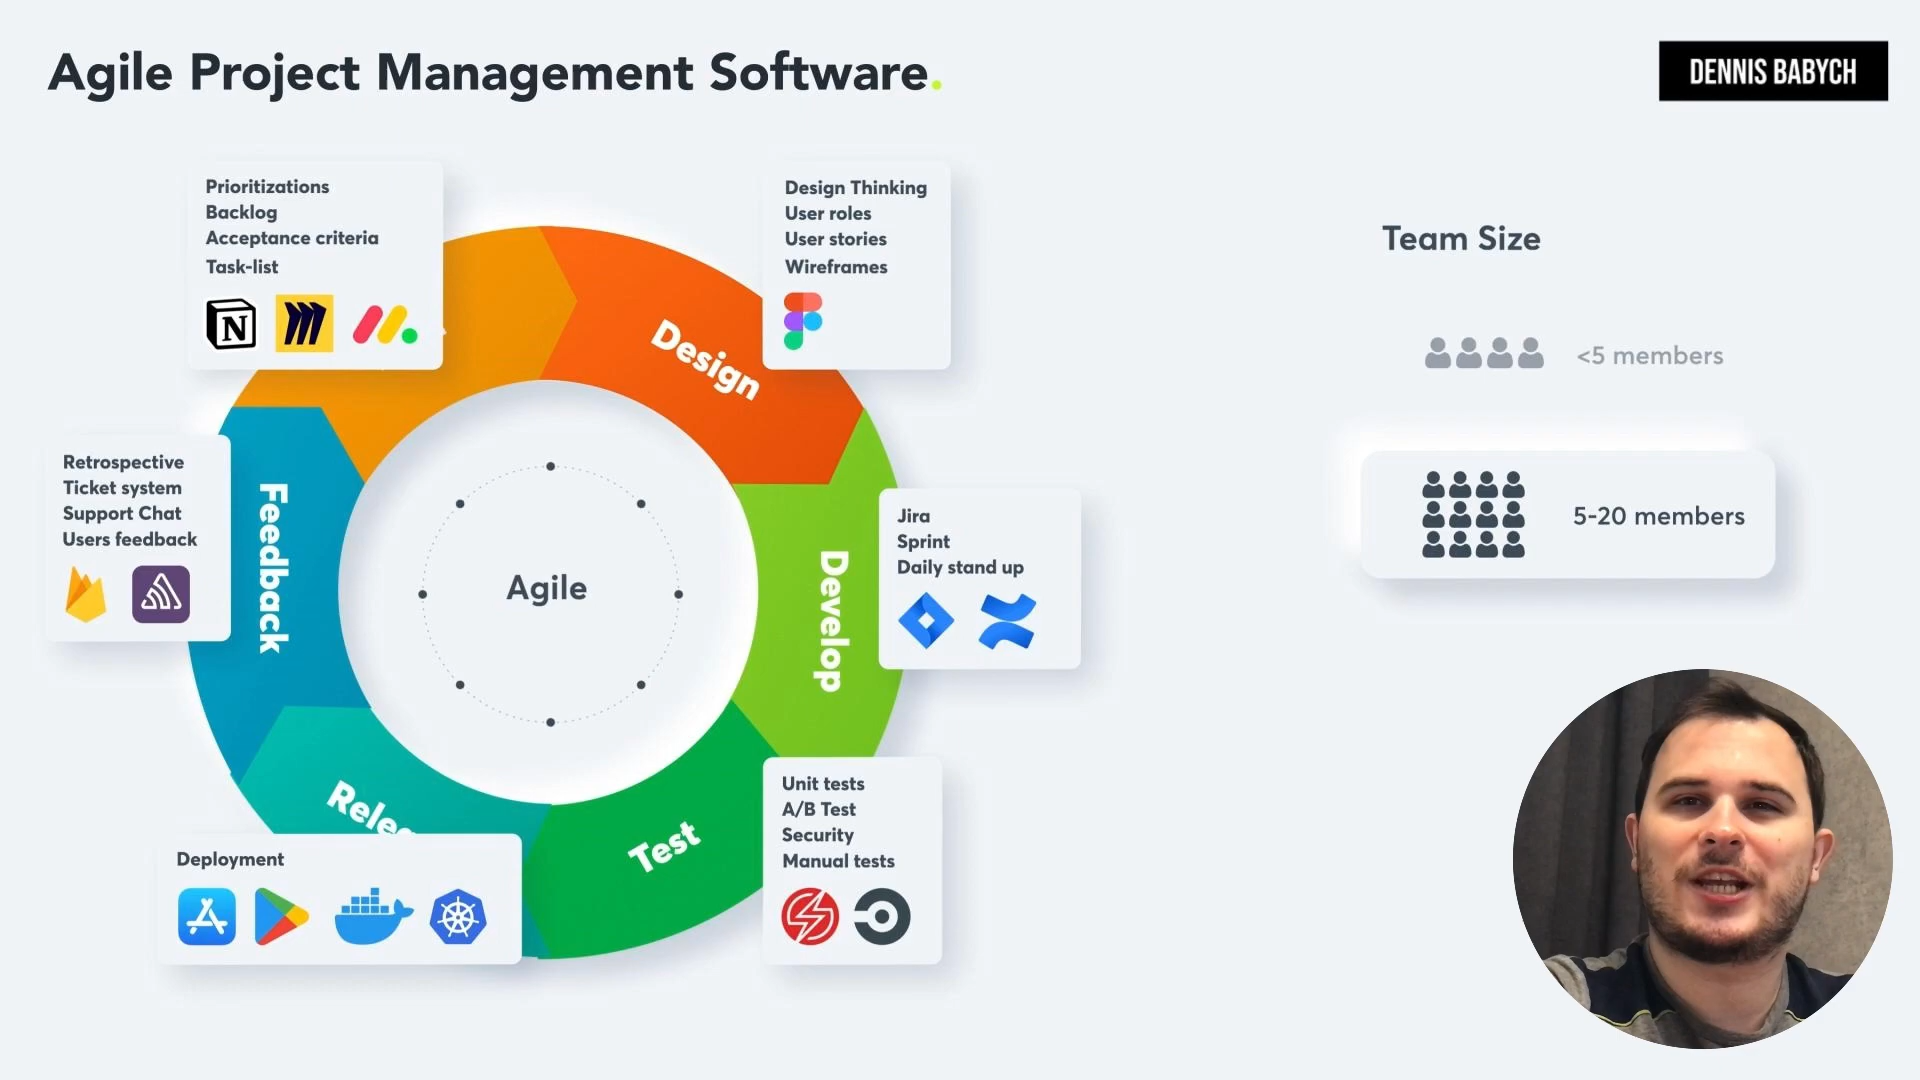 Agile Project Management Software.
DENNIS BABYCH
Prioritizations
Backlog
Acceptance criteria
Task-list
N
Design Thinking
User roles
User stories
Wireframes
Design
Team Size
<5 members
5-20 members
Retrospective
Ticket system
Support Chat
Users feedback
Feedback
Agile
Develop
Jira
Sprint
Daily stand up
Test
Unit tests
A/B Test
Security
Manual tests
Deployment